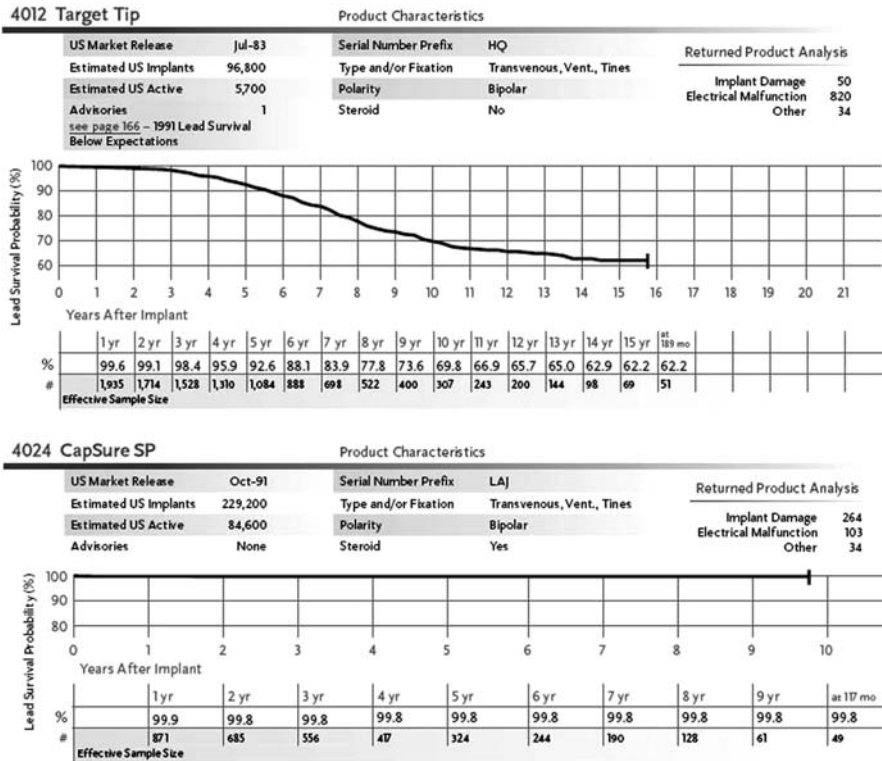 4012 Target Tip
Product Characteristics
US Market Release Jul-83 Serial Number Prefix HQ
Estimated US Implants 96,800 Type and/or Fixation Transvenous, Vent., Tines
Estimated US Active 5,700 Polarity Bipolar
Advisories 1 Steroid No
see page 166 – 1991 Lead Survival
Below Expectations
Returned Product Analysis
Implant Damage 50
Electrical Malfunction 820
Other 34
Lead Survival Probability (%)
100
90
80
70
60
0 1 2 3 4 5 6 7 8 9 10 11 12 13 14 15 16 17 18 19 20 21
Years After Implant
1 yr 2 yr 3 yr 4 yr 5 yr 6 yr 7 yr 8 yr 9 yr 10 yr 11 yr 12 yr 13 yr 14 yr 15 yr at 189 mo
% 99.6 99.1 98.4 95.9 92.6 88.1 83.9 77.8 73.6 69.8 66.9 65.7 65.0 62.9 62.2 62.2
# 1,935 1,714 1,528 1,310 1,084 888 698 522 400 307 243 200 144 98 69 51
Effective Sample Size
4024 CapSure SP
Product Characteristics
US Market Release Oct-91 Serial Number Prefix LAJ
Estimated US Implants 229,200 Type and/or Fixation Transvenous, Vent., Tines
Estimated US Active 84,600 Polarity Bipolar
Advisories None Steroid Yes
Returned Product Analysis
Implant Damage 264
Electrical Malfunction 103
Other 34
Lead Survival Probability (%)
100
90
80
0 1 2 3 4 5 6 7 8 9 10
Years After Implant
1 yr 2 yr 3 yr 4 yr 5 yr 6 yr 7 yr 8 yr 9 yr at 117 mo
% 99.9 99.8 99.8 99.8 99.8 99.8 99.8 99.8 99.8 99.8
# 871 685 556 417 324 244 190 128 61 49
Effective Sample Size